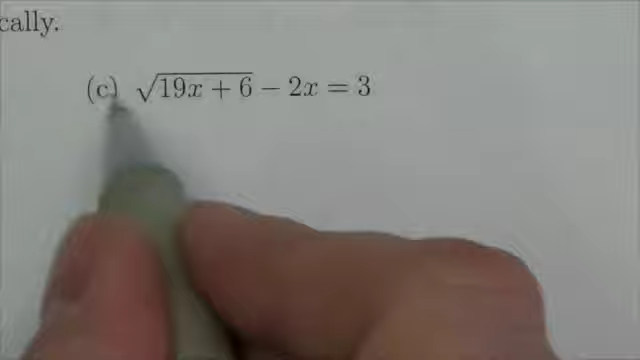 cally.
(c) √19x + 6 − 2x = 3